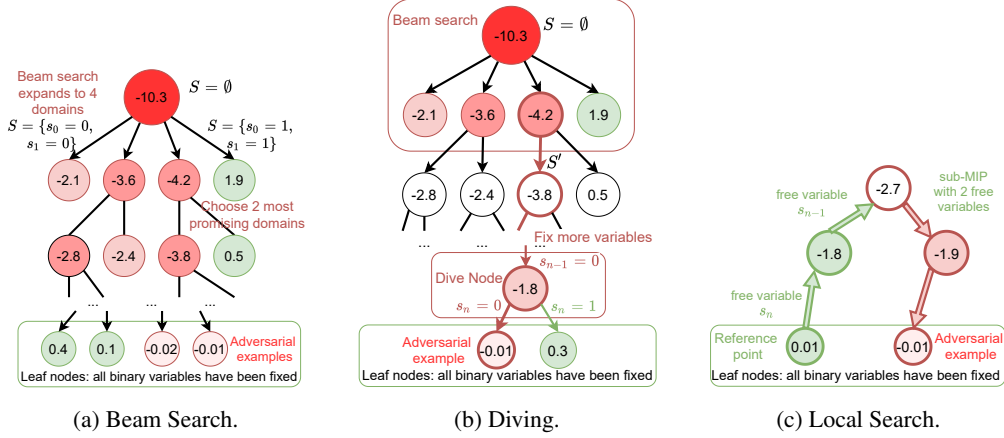 -10.3
S = ∅
Beam search
expands to 4
domains
S = {s₀ = 0,
s₁ = 0}
S = {s₀ = 1,
s₁ = 1}
-2.1
-3.6
-4.2
1.9
Choose 2 most
promising domains
-2.8
-2.4
-3.8
0.5
...
...
0.4
0.1
-0.02
-0.01
Adversarial
examples
Leaf nodes: all binary variables have been fixed
(a) Beam Search.
Beam search
S = ∅
-10.3
-2.1
-3.6
-4.2
1.9
S′
-2.8
-2.4
-3.8
0.5
...
...
Fix more variables
sₙ₋₁ = 0
Dive Node
-1.8
sₙ = 0
sₙ = 1
Adversarial
example
-0.01
0.3
Leaf nodes: all binary variables have been fixed
(b) Diving.
-2.7
sub-MIP
with 2 free
variables
free variable
sₙ₋₁
-1.8
-1.9
free variable
sₙ
Reference
point
0.01
-0.01
Adversarial
Example
Leaf nodes: all binary variables have been fixed
(c) Local Search.